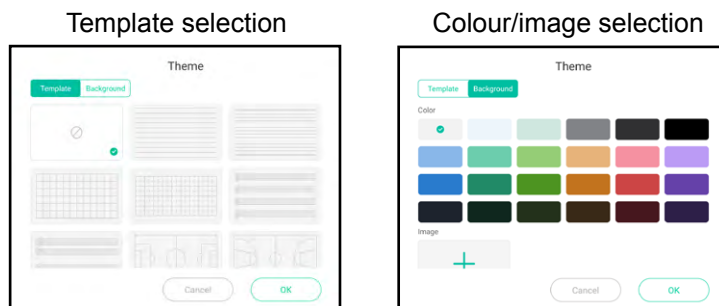 Template selection
Colour/image selection
Theme
Template Background
Cancel OK
Theme
Template Background
Color
Image
Cancel OK